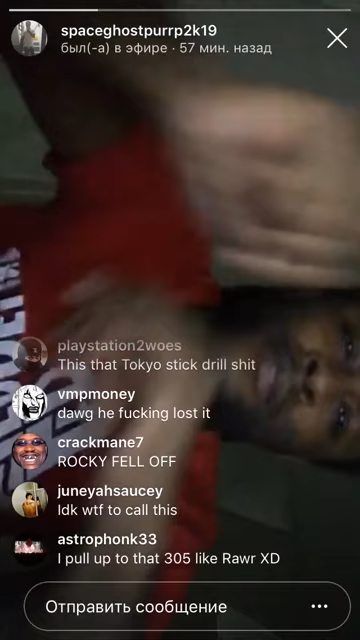 spaceghostpurrp2k19
был(-а) в эфире · 57 мин. назад
playstation2woes
This that Tokyo stick drill shit
vmpmoney
dawg he fucking lost it
crackmane7
ROCKY FELL OFF
juneyahsaucey
Idk wtf to call this
astrophonk33
I pull up to that 305 like Rawr XD
Отправить сообщение